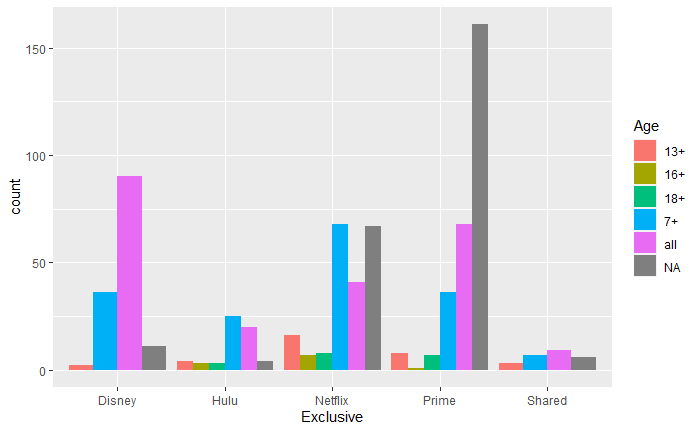 count
150
100
50
0
Disney Hulu Netflix Prime Shared
Exclusive
Age
13+
16+
18+
7+
all
NA